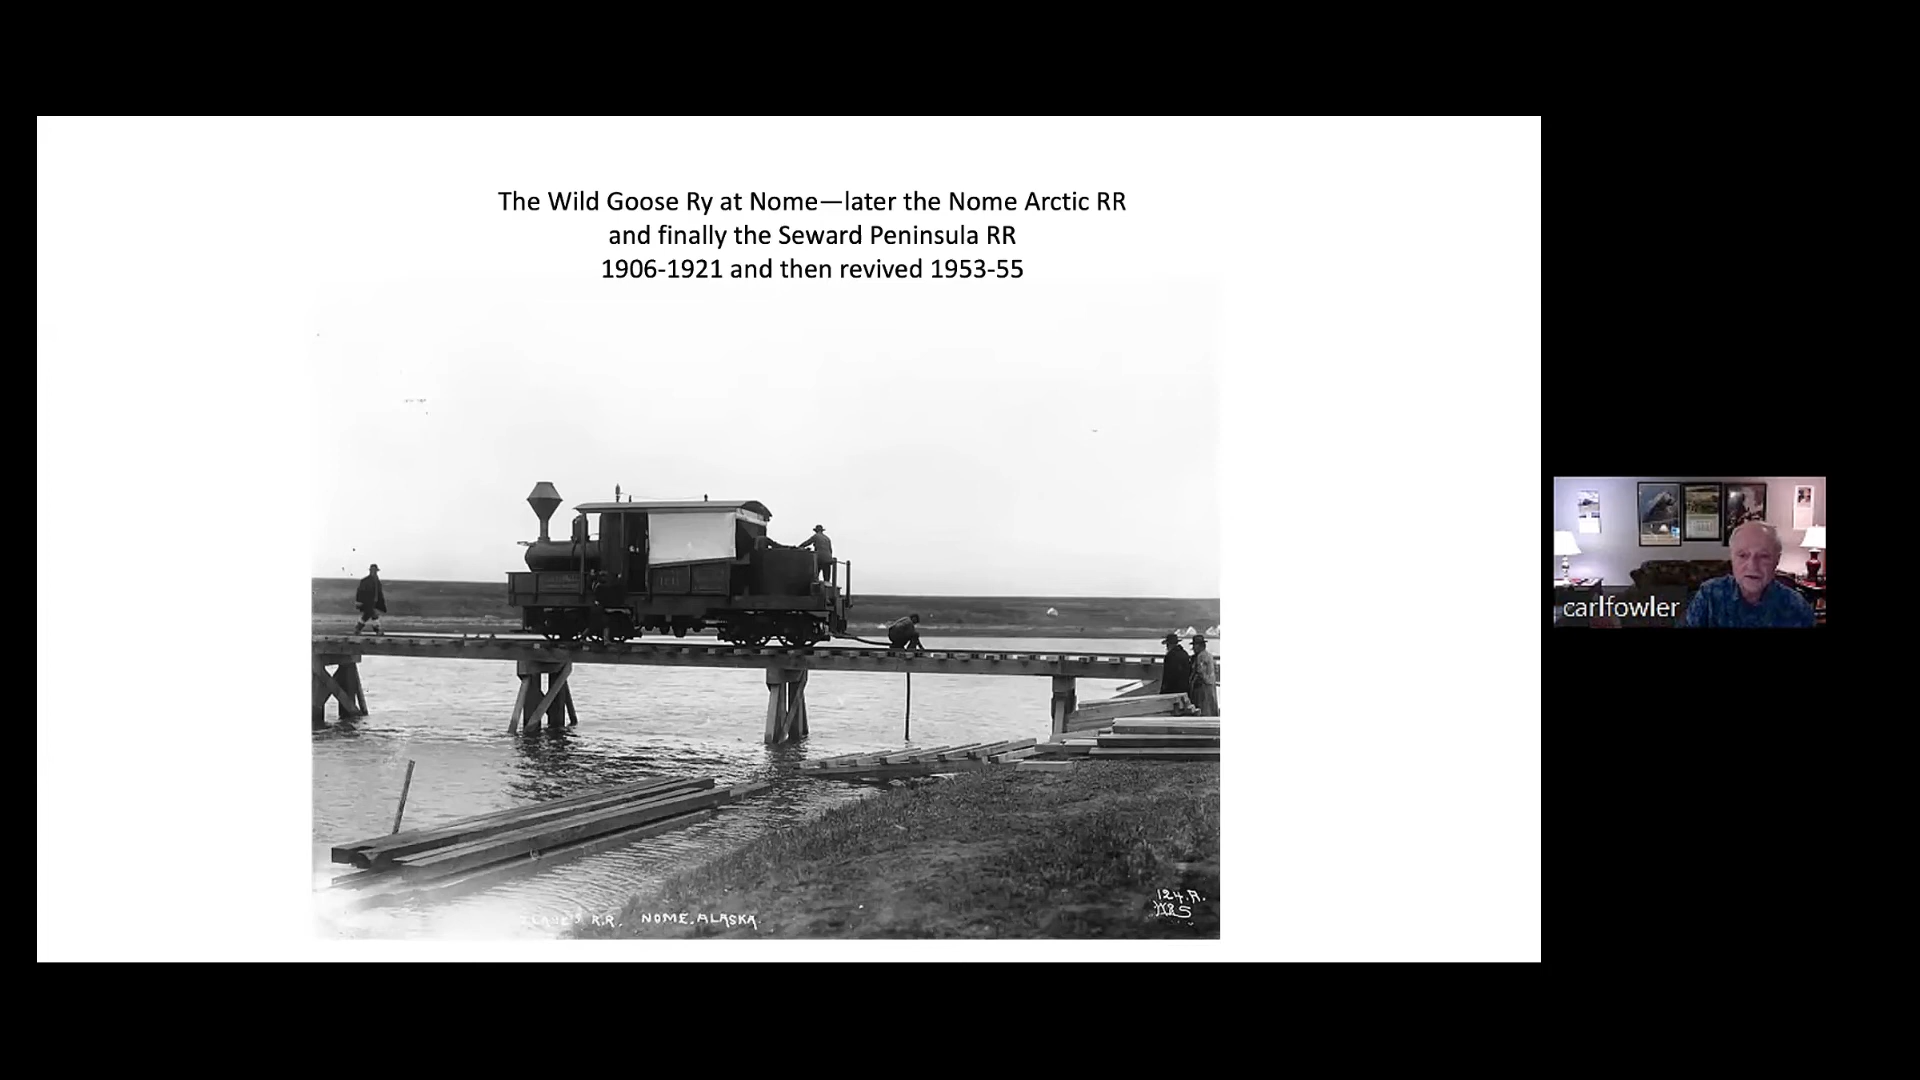 The Wild Goose Ry at Nome—later the Nome Arctic RR
and finally the Seward Peninsula RR
1906-1921 and then revived 1953-55
carlfowler
R.R. NOME, ALASKA.
124.A.